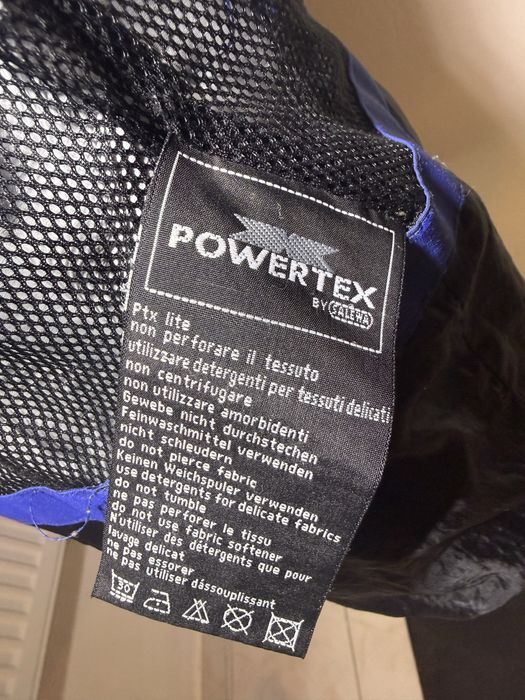 POWERTEX
BY SALEWA
Ptx lite
non perforare il tessuto
utilizzare detergenti per tessuti delicati
non centrifugare
non utilizzare amorbidenti
Gewebe nicht durchstechen
Feinwaschmittel verwenden
nicht schleudern
do not pierce fabric
Keinen Weichspuler verwenden
use detergents for delicate fabrics
do not tumble
ne pas perforer le tissu
do not use fabric softener
N'utiliser des détergents que pour
lavage delicat
ne pas essorer
ne pas utiliser dássouplissant
30